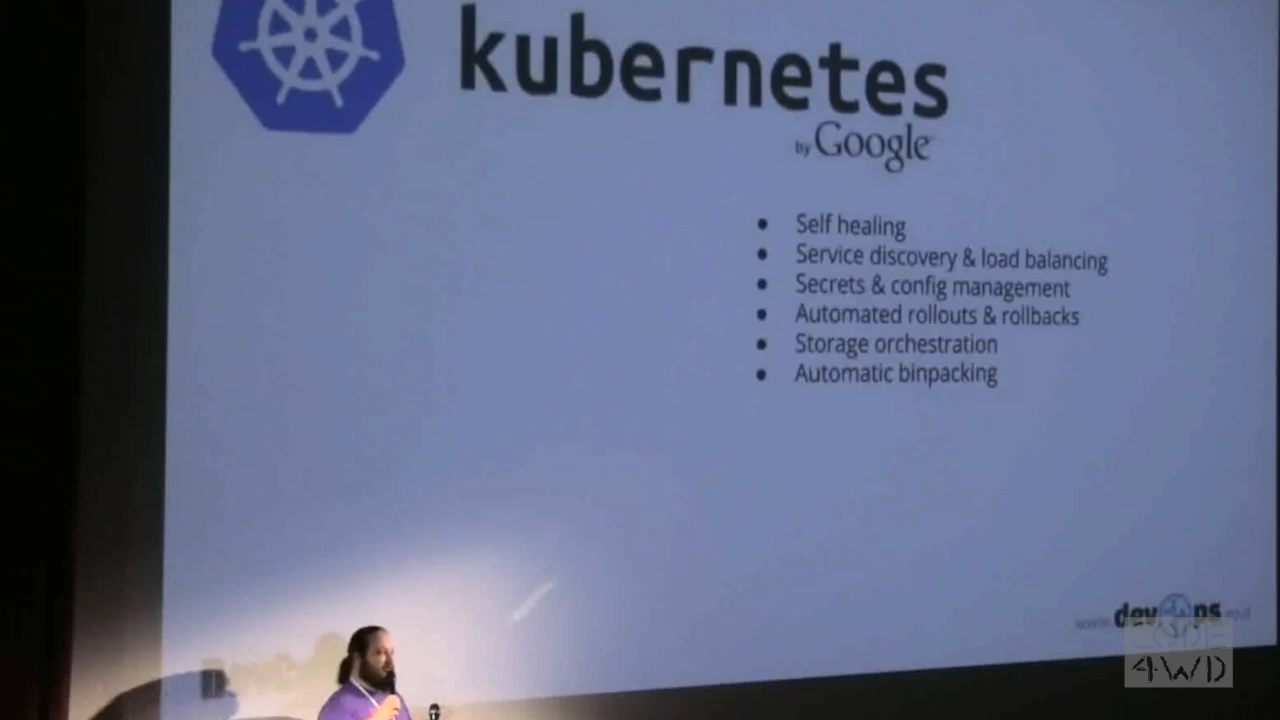 kubernetes
by Google
● Self healing
● Service discovery & load balancing
● Secrets & config management
● Automated rollouts & rollbacks
● Storage orchestration
● Automatic binpacking
CODE
4WD